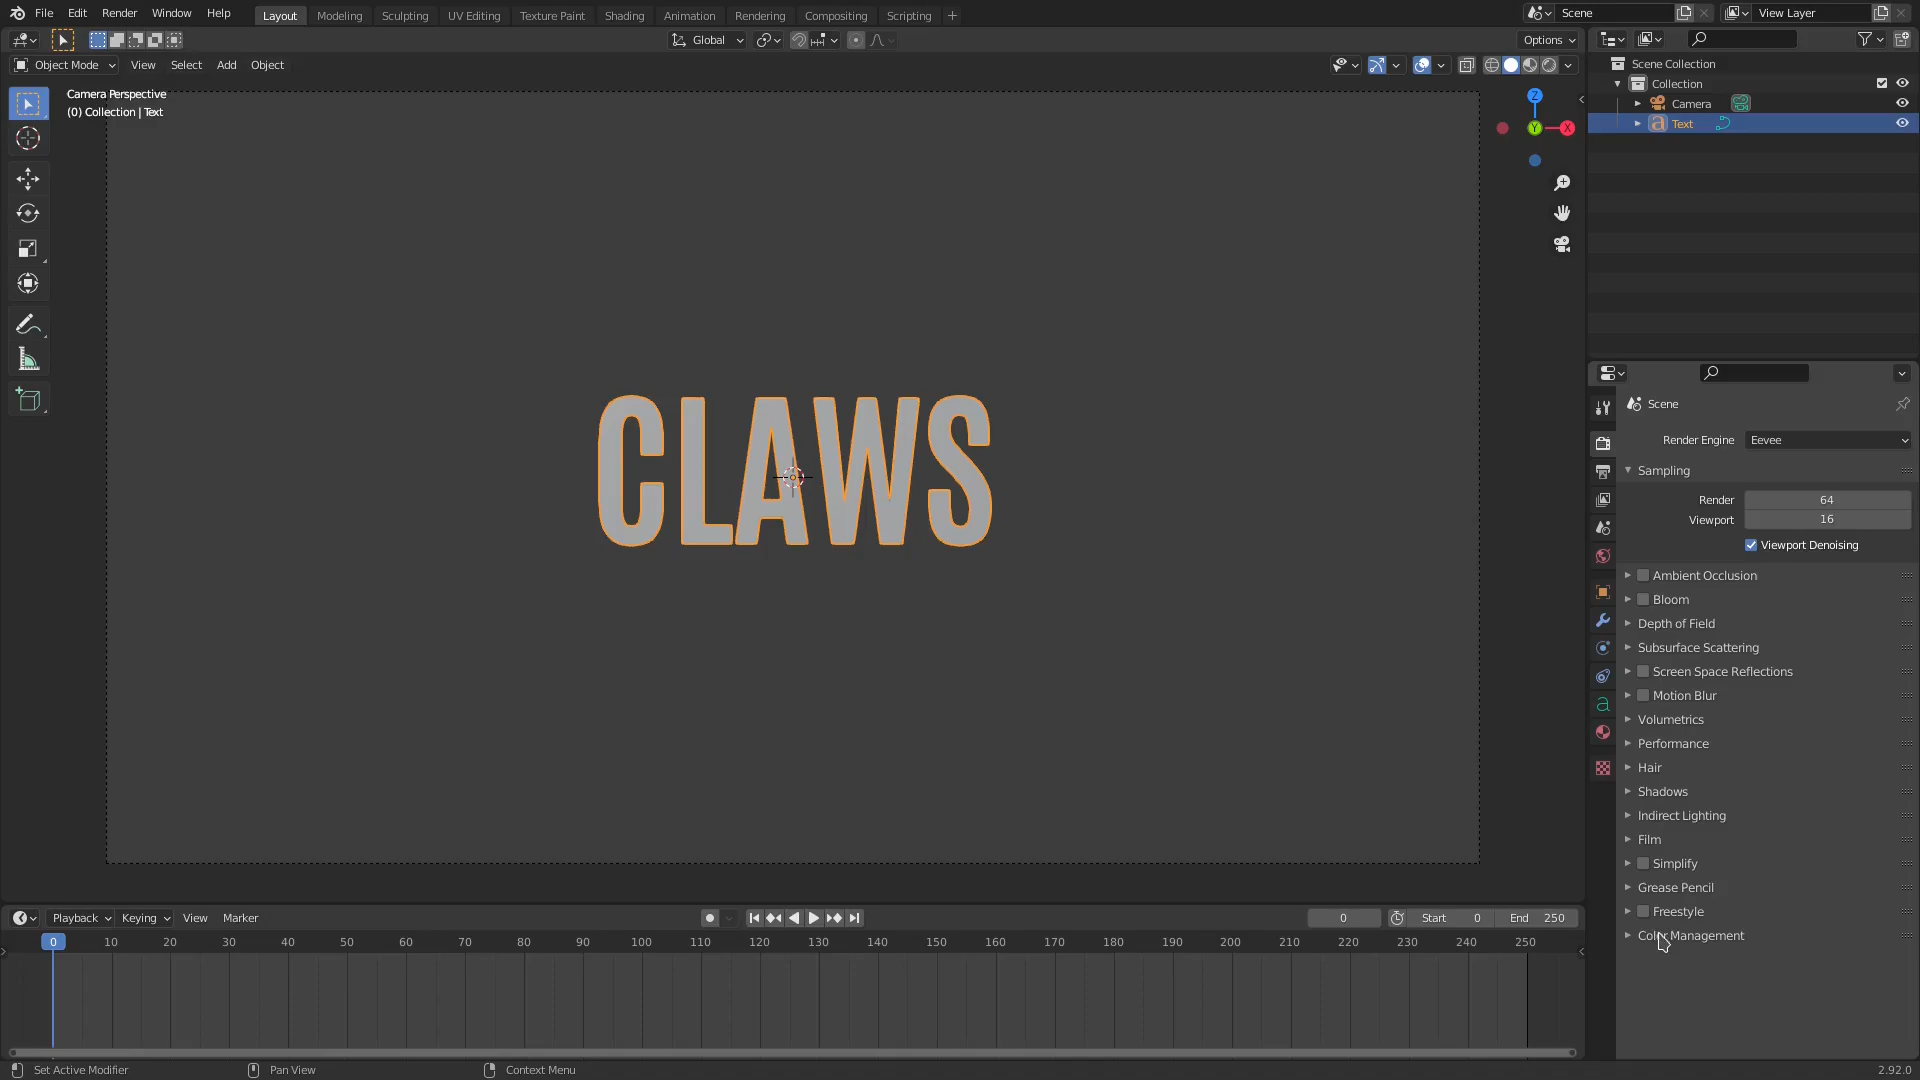 File Edit Render Window Help
Layout Modeling Sculpting UV Editing Texture Paint Shading Animation Rendering Compositing Scripting +
Scene
View Layer
Global
Options
Object Mode View Select Add Object
Camera Perspective
(0) Collection | Text
Z
Y
X
CLAWS
Scene Collection
Collection
Camera
Text
Scene
Render Engine Eevee
Sampling
Render 64
Viewport 16
Viewport Denoising
Ambient Occlusion
Bloom
Depth of Field
Subsurface Scattering
Screen Space Reflections
Motion Blur
Volumetrics
Performance
Hair
Shadows
Indirect Lighting
Film
Simplify
Grease Pencil
Freestyle
Color Management
Playback Keying View Marker
0 Start 0 End 250
0 10 20 30 40 50 60 70 80 90 100 110 120 130 140 150 160 170 180 190 200 210 220 230 240 250
Set Active Modifier Pan View Context Menu 2.92.0